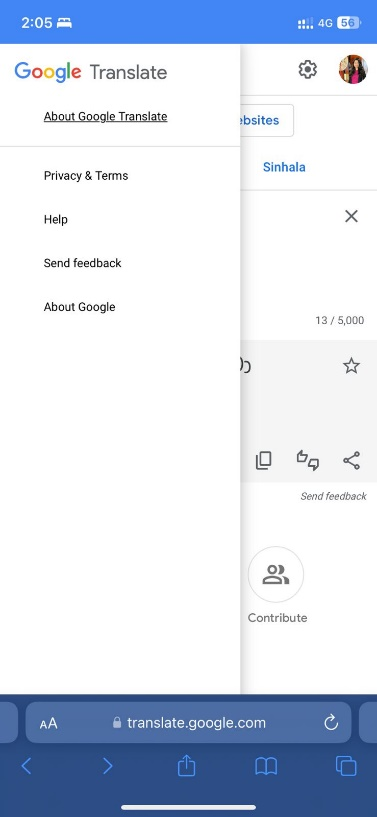 2:05
4G 56
Google Translate
About Google Translate
Privacy & Terms
Help
Send feedback
About Google
ebsites
Sinhala
13 / 5,000
Send feedback
Contribute
AA
translate.google.com